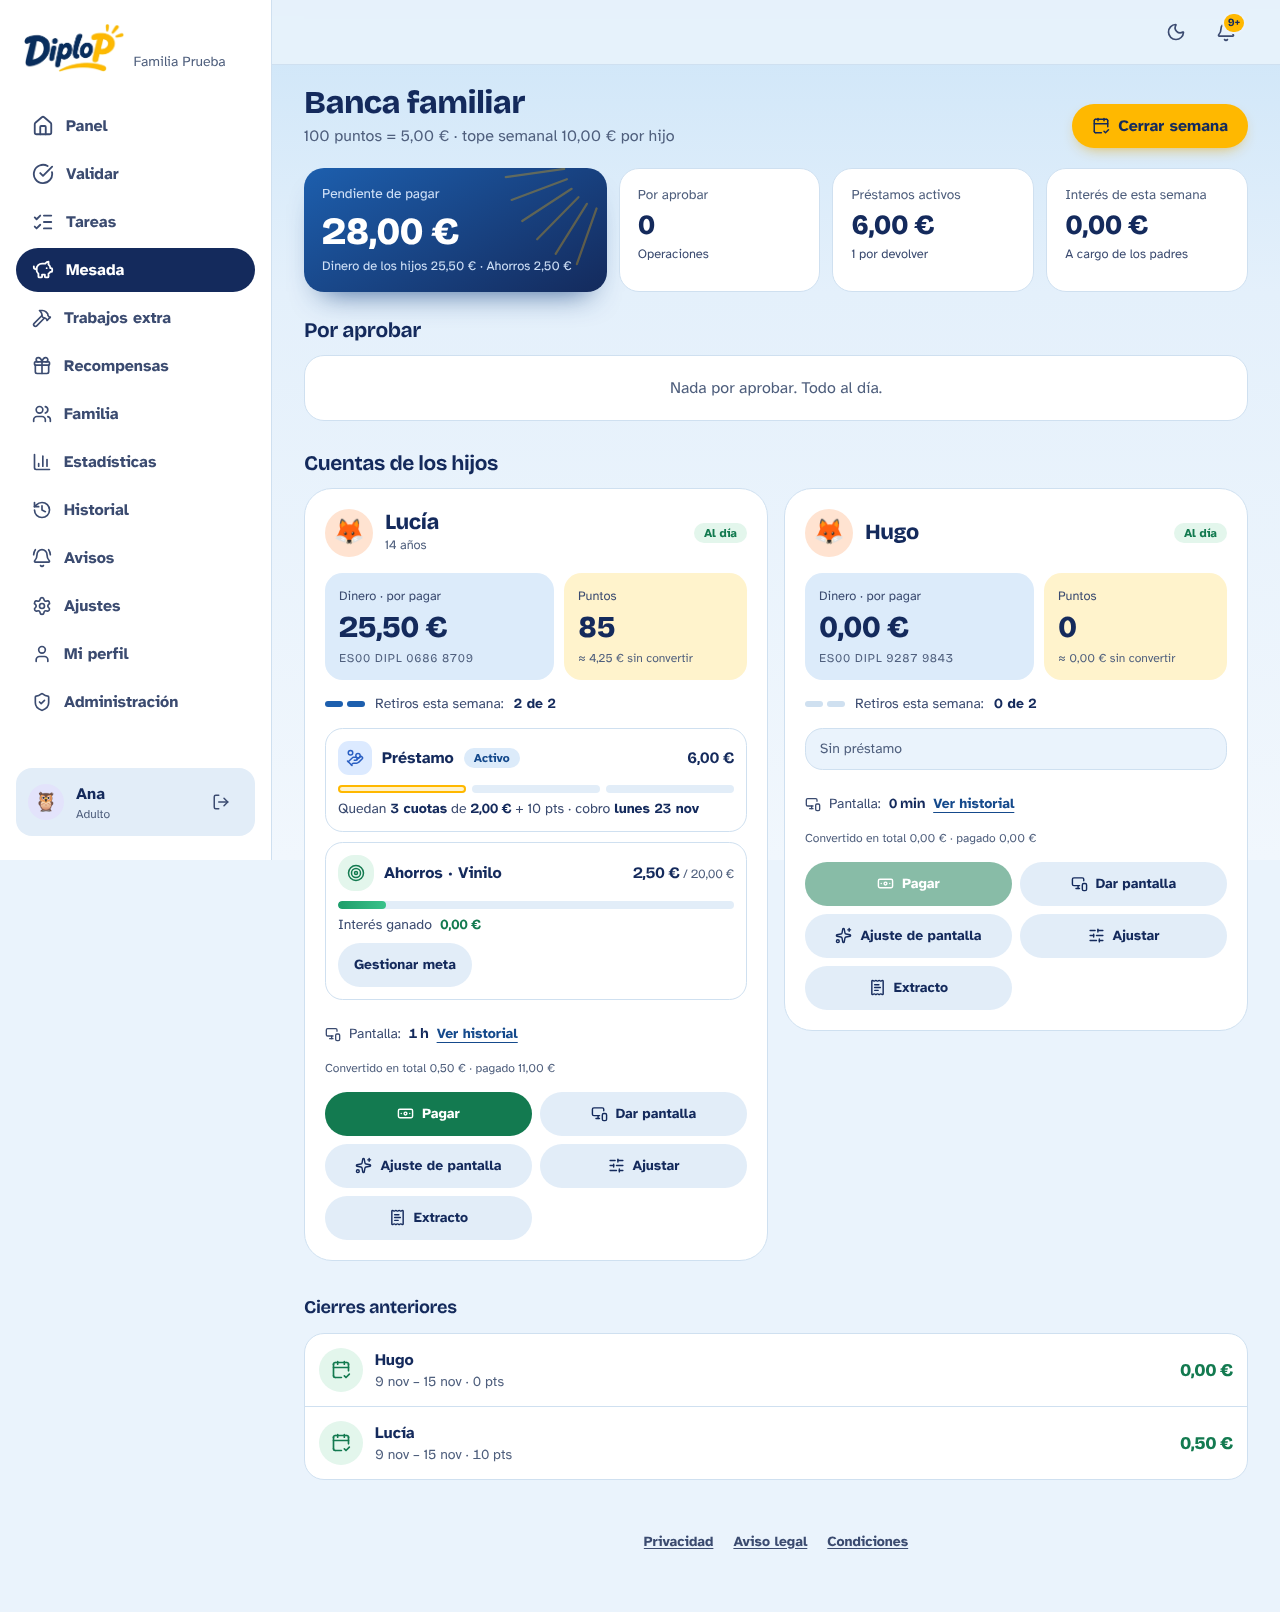 DiploP
Familia Prueba
Panel
Validar
Tareas
Mesada
Trabajos extra
Recompensas
Familia
Estadísticas
Historial
Avisos
Ajustes
Mi perfil
Administración
Ana
Adulto
9+
Banca familiar
100 puntos = 5,00 € · tope semanal 10,00 € por hijo
Cerrar semana
Pendiente de pagar
28,00 €
Dinero de los hijos 25,50 € · Ahorros 2,50 €
Por aprobar
0
Operaciones
Préstamos activos
6,00 €
1 por devolver
Interés de esta semana
0,00 €
A cargo de los padres
Por aprobar
Nada por aprobar. Todo al día.
Cuentas de los hijos
Lucía
14 años
Al día
Dinero · por pagar
25,50 €
ES00 DIPL 0686 8709
Puntos
85
≈ 4,25 € sin convertir
Retiros esta semana: 2 de 2
Préstamo Activo 6,00 €
Quedan 3 cuotas de 2,00 € + 10 pts · cobro lunes 23 nov
Ahorros · Vinilo 2,50 € / 20,00 €
Interés ganado 0,00 €
Gestionar meta
Pantalla: 1 h Ver historial
Convertido en total 0,50 € · pagado 11,00 €
Pagar
Dar pantalla
Ajuste de pantalla
Ajustar
Extracto
Hugo
Al día
Dinero · por pagar
0,00 €
ES00 DIPL 9287 9843
Puntos
0
≈ 0,00 € sin convertir
Retiros esta semana: 0 de 2
Sin préstamo
Pantalla: 0 min Ver historial
Convertido en total 0,00 € · pagado 0,00 €
Pagar
Dar pantalla
Ajuste de pantalla
Ajustar
Extracto
Cierres anteriores
Hugo
9 nov – 15 nov · 0 pts
0,00 €
Lucía
9 nov – 15 nov · 10 pts
0,50 €
Privacidad Aviso legal Condiciones